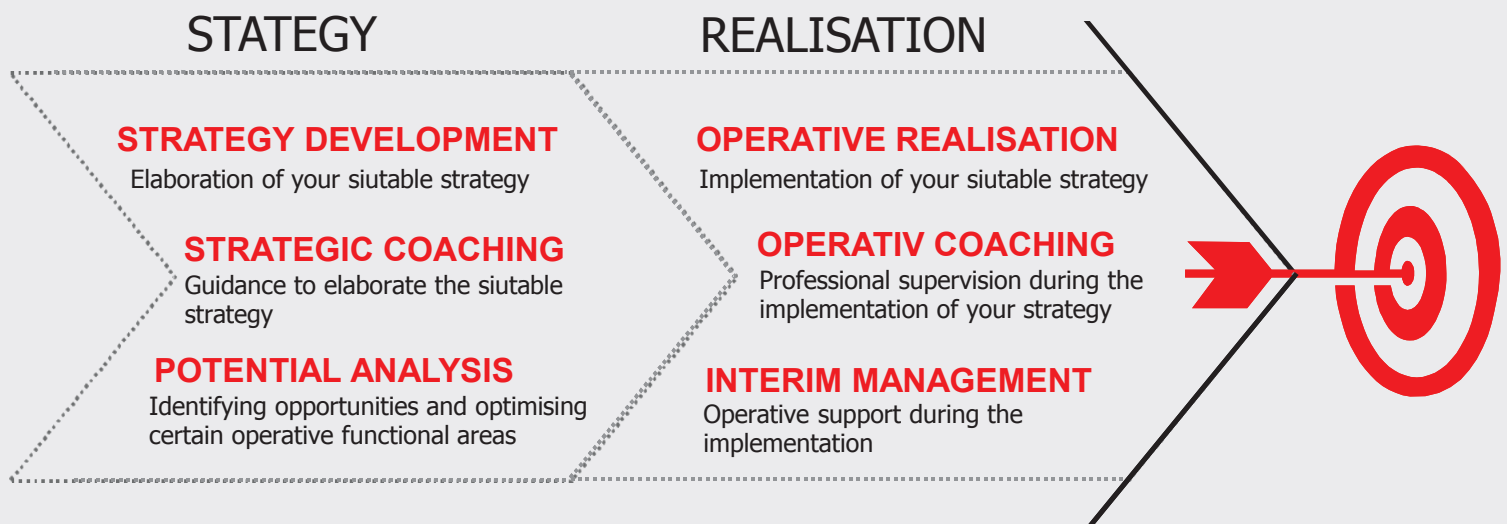 STATEGY
STRATEGY DEVELOPMENT
Elaboration of your siutable strategy
STRATEGIC COACHING
Guidance to elaborate the siutable
strategy
POTENTIAL ANALYSIS
Identifying opportunities and optimising
certain operative functional areas
REALISATION
OPERATIVE REALISATION
Implementation of your siutable strategy
OPERATIV COACHING
Professional supervision during the
implementation of your strategy
INTERIM MANAGEMENT
Operative support during the
implementation